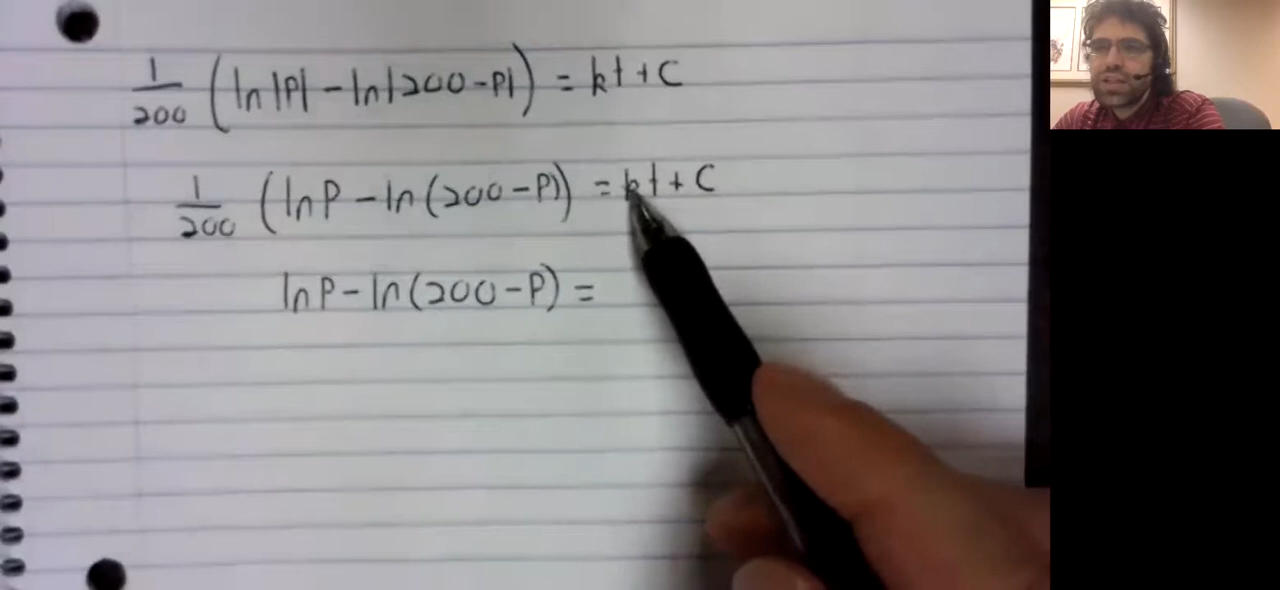 1/200 (ln|P| - ln|200-P|) = kt + C
1/200 (ln P - ln(200-P)) = kt + C
ln P - ln(200-P) =